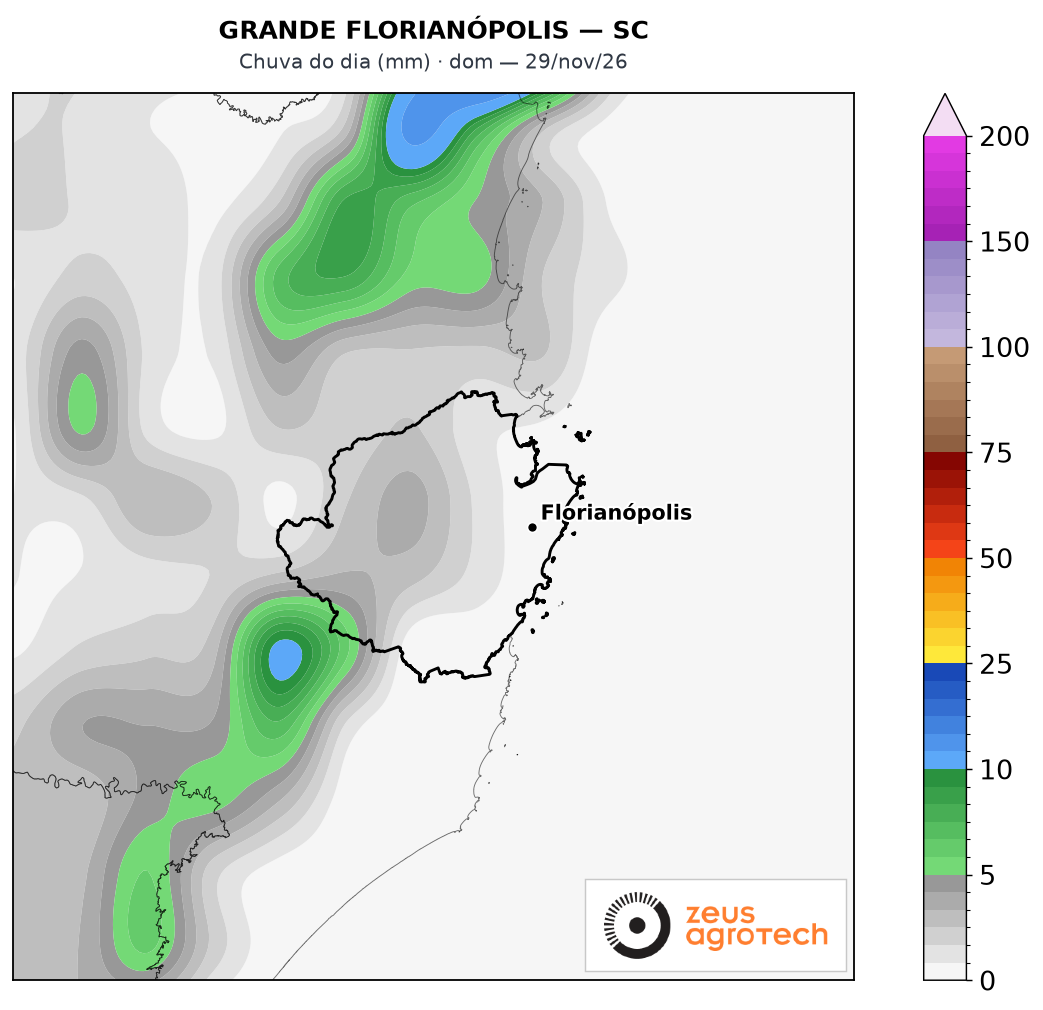 GRANDE FLORIANÓPOLIS — SC
Chuva do dia (mm) · dom — 29/nov/26
200
150
100
75
50
25
10
5
0
Florianópolis
zeus
agrotech